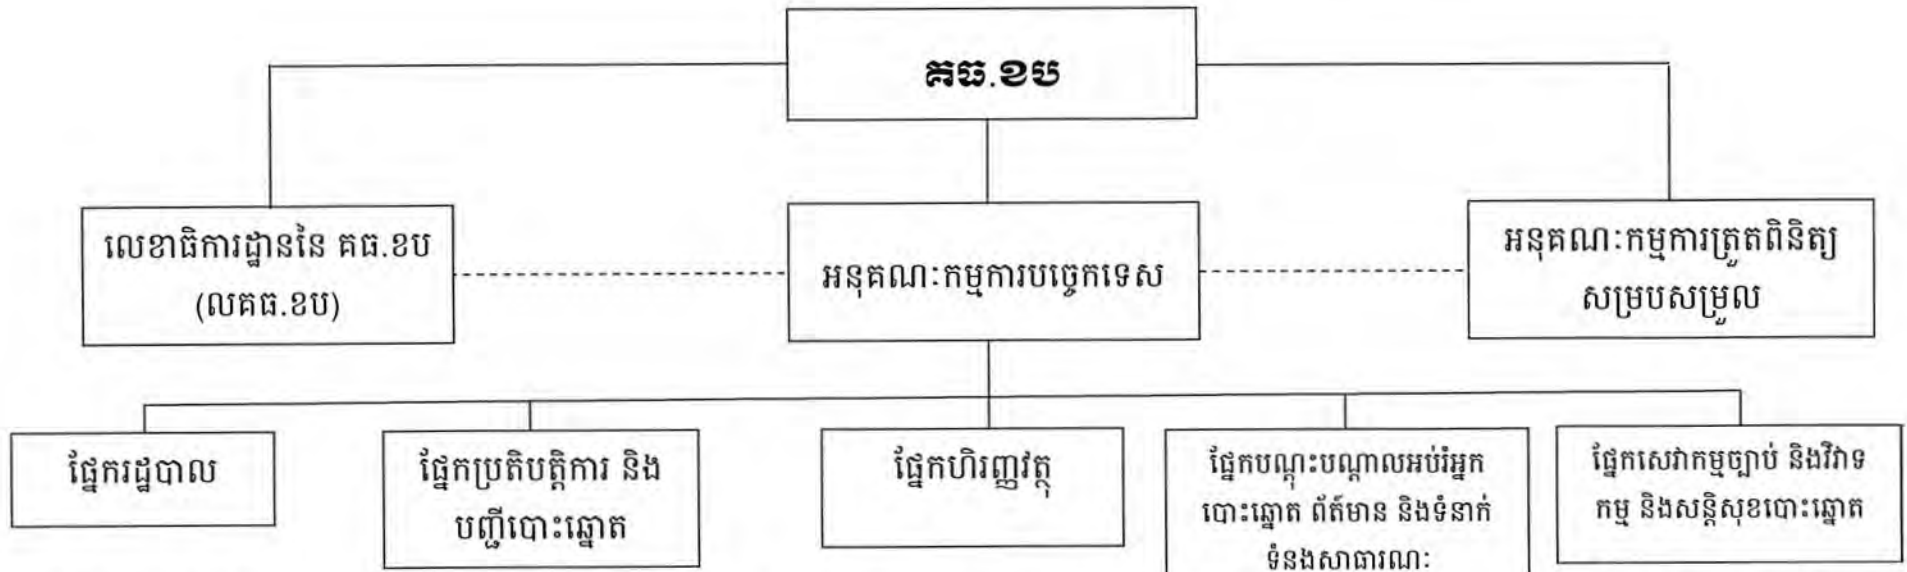 គធ.ខប
លេខាធិការដ្ឋាននៃ គធ.ខប
(លគធ.ខប)
អនុគណៈកម្មការបច្ចេកទេស
អនុគណៈកម្មការត្រួតពិនិត្យ
សម្របសម្រួល
ផ្នែករដ្ឋបាល
ផ្នែកប្រតិបត្តិការ និង
បញ្ជីបោះឆ្នោត
ផ្នែកហិរញ្ញវត្ថុ
ផ្នែកបណ្តុះបណ្តាលអប់រំអ្នក
បោះឆ្នោត ព័ត៍មាន និងទំនាក់
ទំនងសាធារណៈ
ផ្នែកសេវាកម្មច្បាប់ និងវិវាទ
កម្ម និងសន្តិសុខបោះឆ្នោត